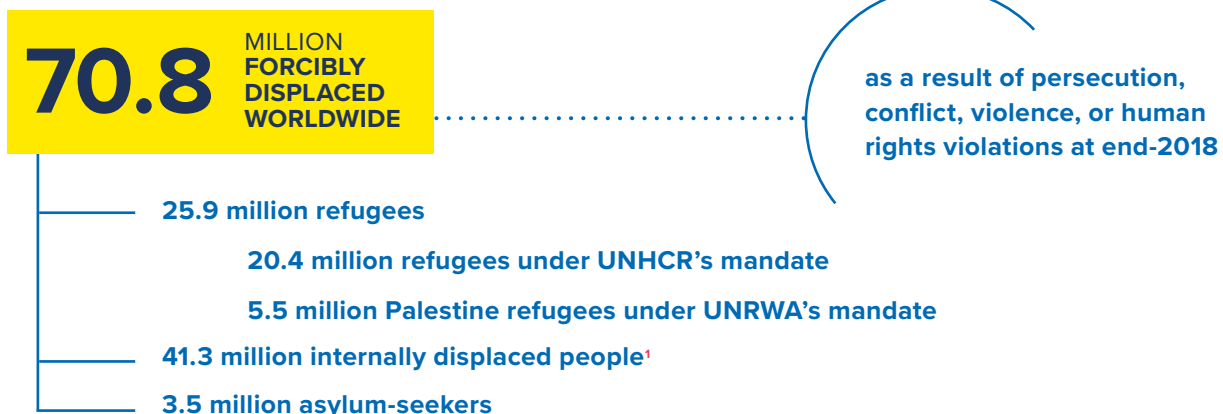 70.8
MILLION
FORCIBLY
DISPLACED
WORLDWIDE
as a result of persecution,
conflict, violence, or human
rights violations at end-2018
25.9 million refugees
20.4 million refugees under UNHCR’s mandate
5.5 million Palestine refugees under UNRWA’s mandate
41.3 million internally displaced people¹
3.5 million asylum-seekers